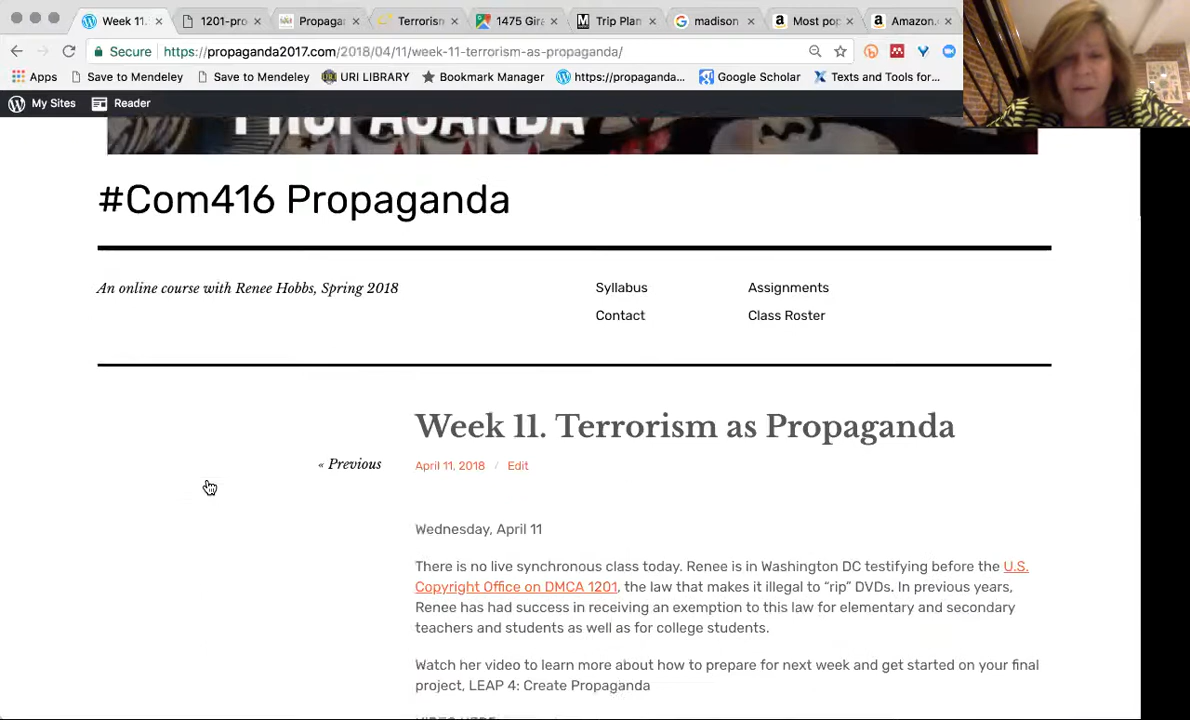 Week 11.
1201-pro
Propagar
Terrorism
1475 Gira
Trip Plan
madison
Most pop
Amazon.c
Secure
https://propaganda2017.com/2018/04/11/week-11-terrorism-as-propaganda/
Apps
Save to Mendeley
Save to Mendeley
URI LIBRARY
Bookmark Manager
https://propaganda...
Google Scholar
Texts and Tools for...
My Sites
Reader
PROPAGANDA
#Com416 Propaganda
An online course with Renee Hobbs, Spring 2018
Syllabus
Assignments
Contact
Class Roster
Week 11. Terrorism as Propaganda
« Previous
April 11, 2018 / Edit
Wednesday, April 11
There is no live synchronous class today. Renee is in Washington DC testifying before the U.S.
Copyright Office on DMCA 1201, the law that makes it illegal to “rip” DVDs. In previous years,
Renee has had success in receiving an exemption to this law for elementary and secondary
teachers and students as well as for college students.
Watch her video to learn more about how to prepare for next week and get started on your final
project, LEAP 4: Create Propaganda